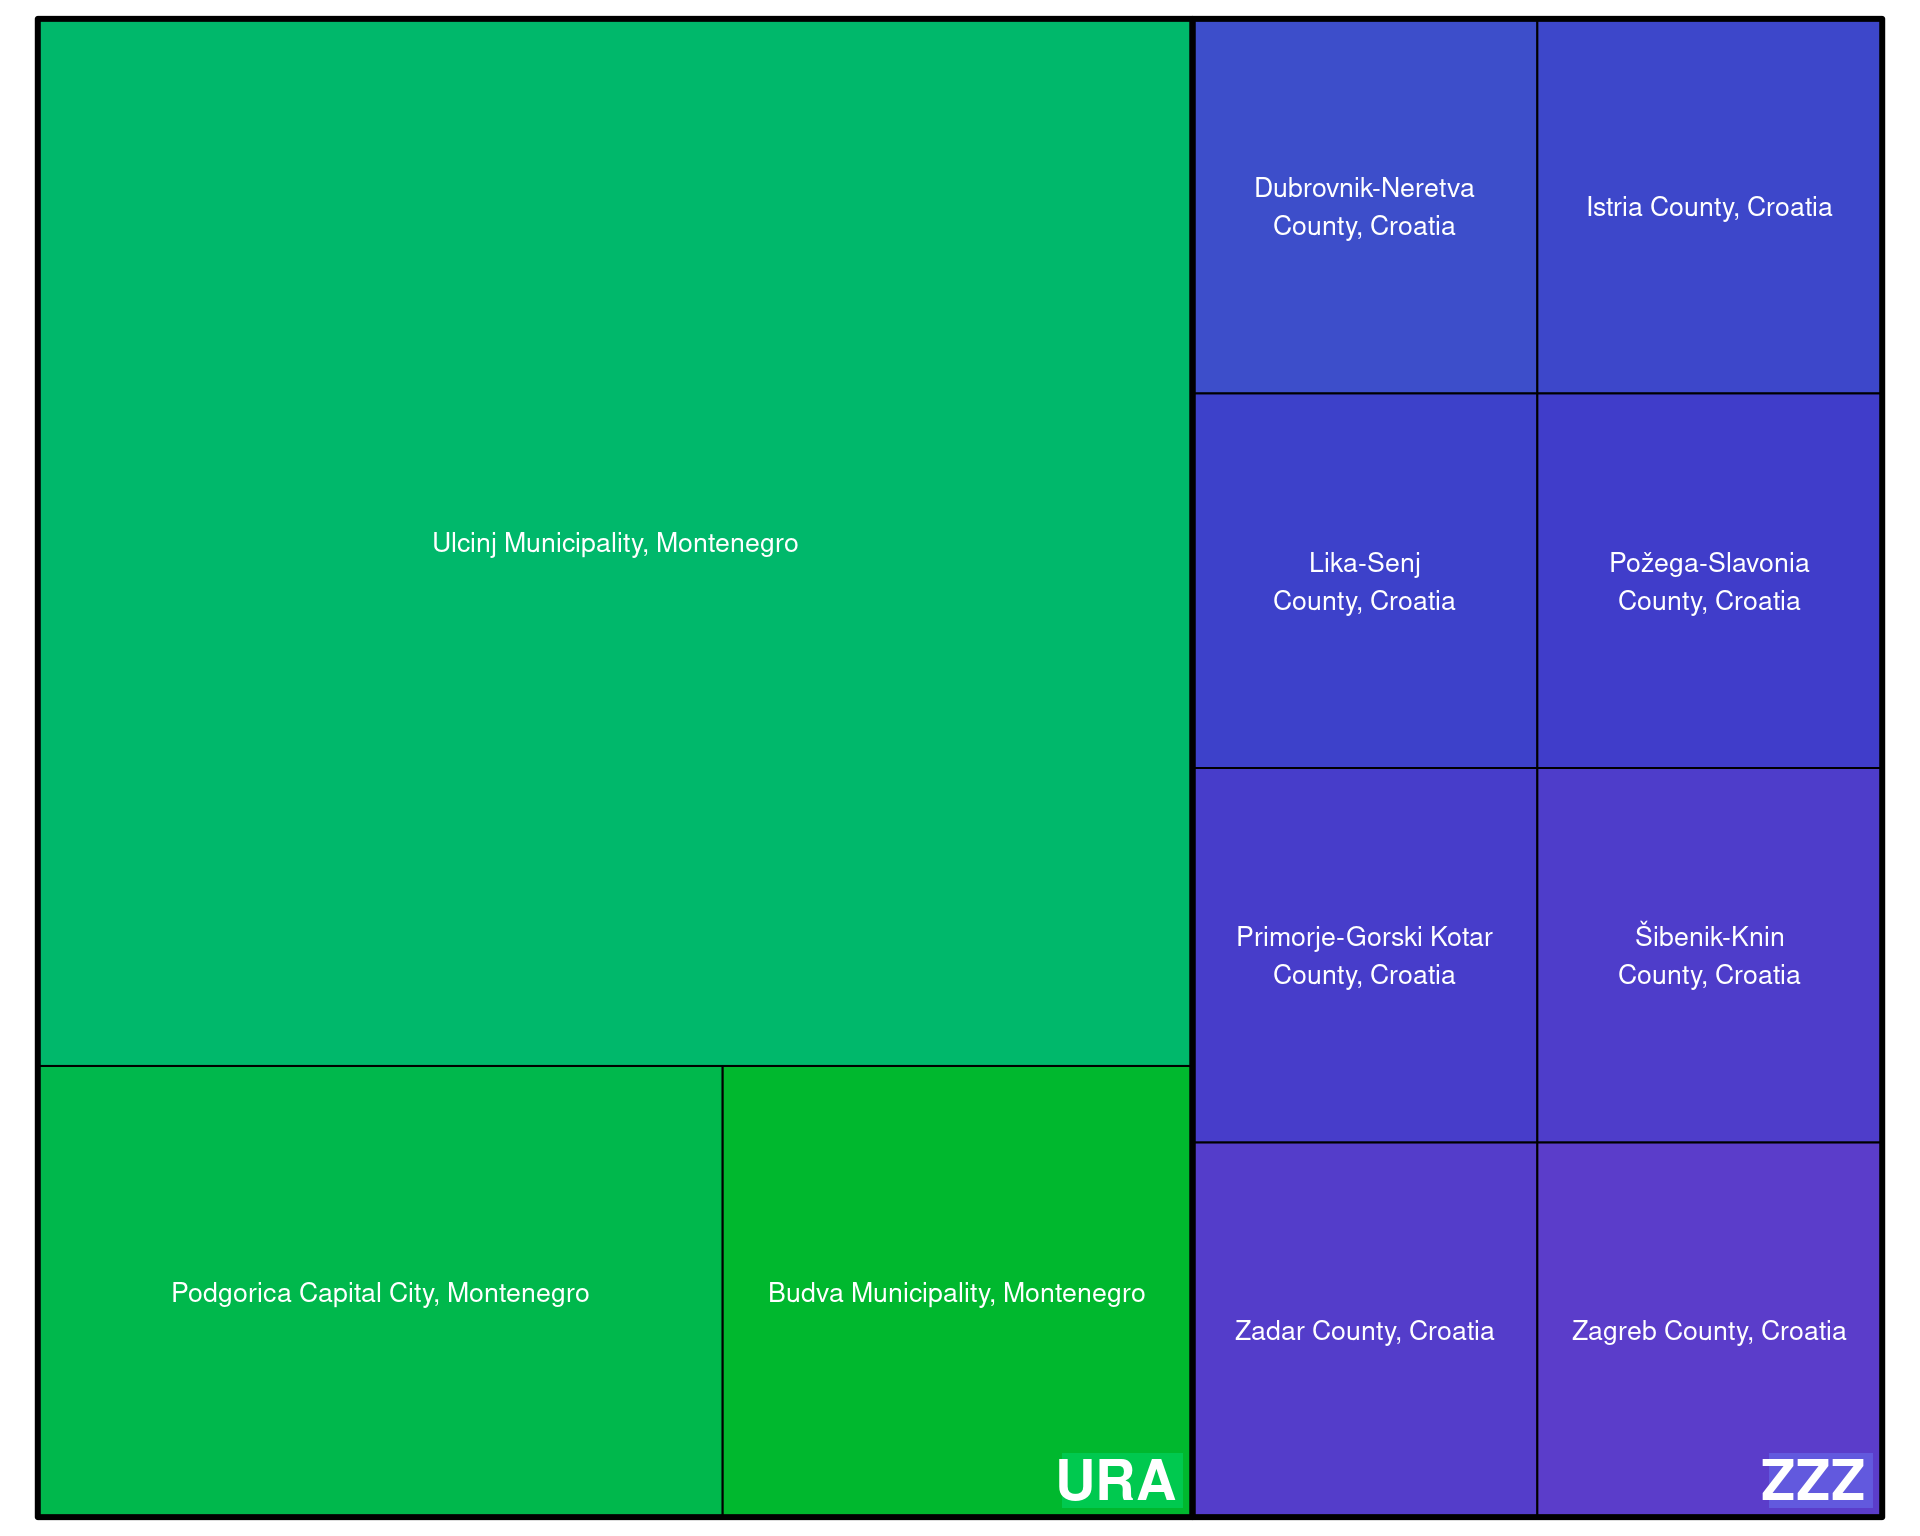 Ulcinj Municipality, Montenegro
Podgorica Capital City, Montenegro
Budva Municipality, Montenegro
URA
Dubrovnik-Neretva
County, Croatia
Istria County, Croatia
Lika-Senj
County, Croatia
Požega-Slavonia
County, Croatia
Primorje-Gorski Kotar
County, Croatia
Šibenik-Knin
County, Croatia
Zadar County, Croatia
Zagreb County, Croatia
ZZZ